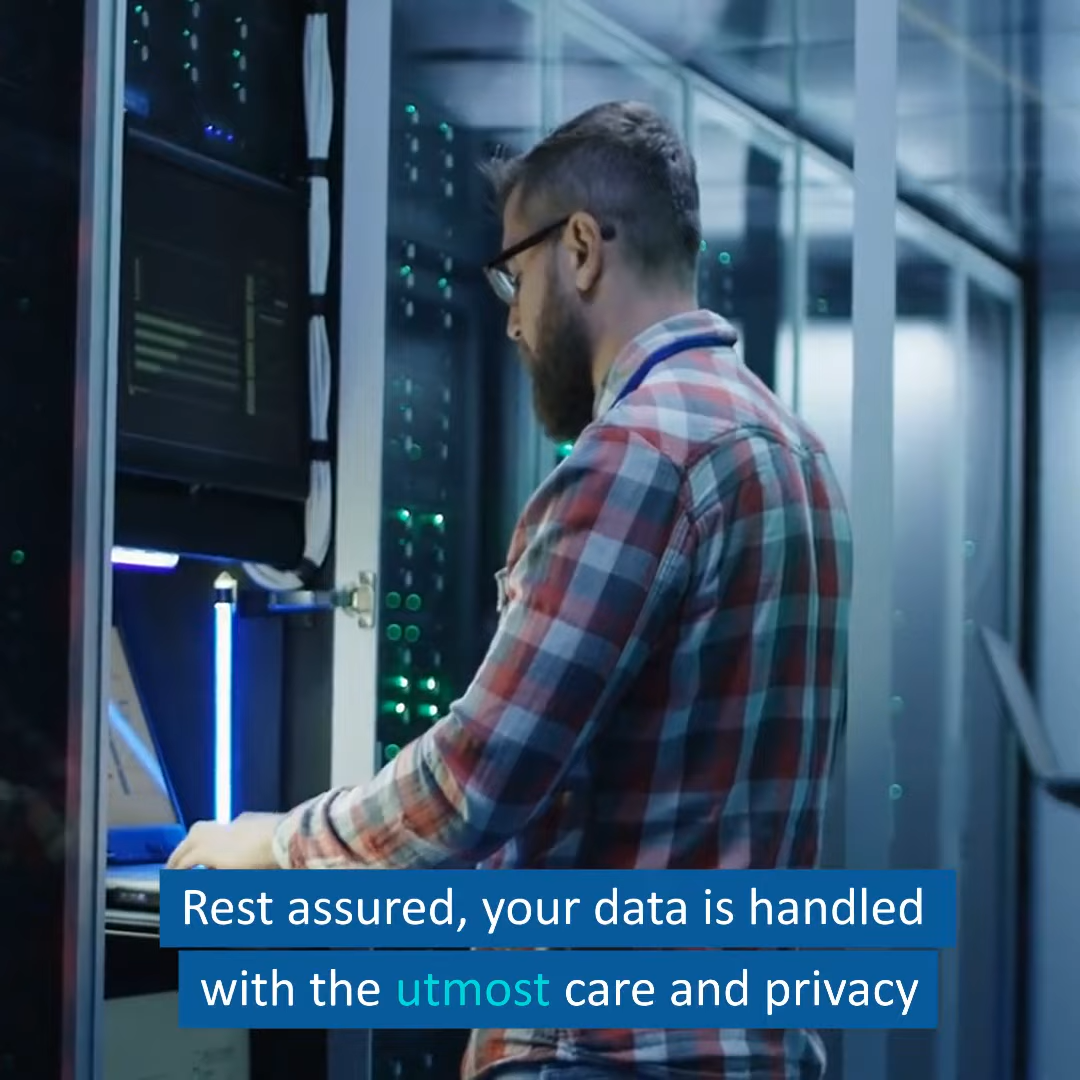 Rest assured, your data is handled
with the utmost care and privacy